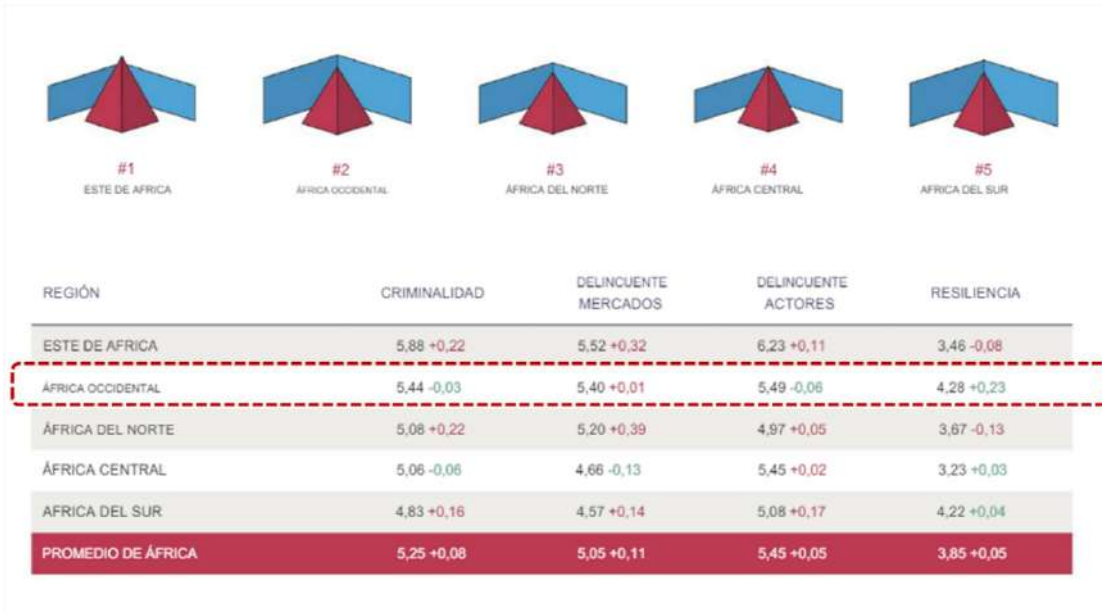 #1 #2 #3 #4 #5
ESTE DE AFRICA ÁFRICA OCCIDENTAL ÁFRICA DEL NORTE ÁFRICA CENTRAL AFRICA DEL SUR
REGIÓN CRIMINALIDAD DELINCUENTE MERCADOS DELINCUENTE ACTORES RESILIENCIA
ESTE DE AFRICA 5,88 +0,22 5,52 +0,32 6,23 +0,11 3,46 -0,08
ÁFRICA OCCIDENTAL 5,44 -0,03 5,40 +0,01 5,49 -0,06 4,28 +0,23
ÁFRICA DEL NORTE 5,08 +0,22 5,20 +0,39 4,97 +0,05 3,67 -0,13
ÁFRICA CENTRAL 5,06 -0,06 4,66 -0,13 5,45 +0,02 3,23 +0,03
AFRICA DEL SUR 4,83 +0,16 4,57 +0,14 5,08 +0,17 4,22 +0,04
PROMEDIO DE ÁFRICA 5,25 +0,08 5,05 +0,11 5,45 +0,05 3,85 +0,05